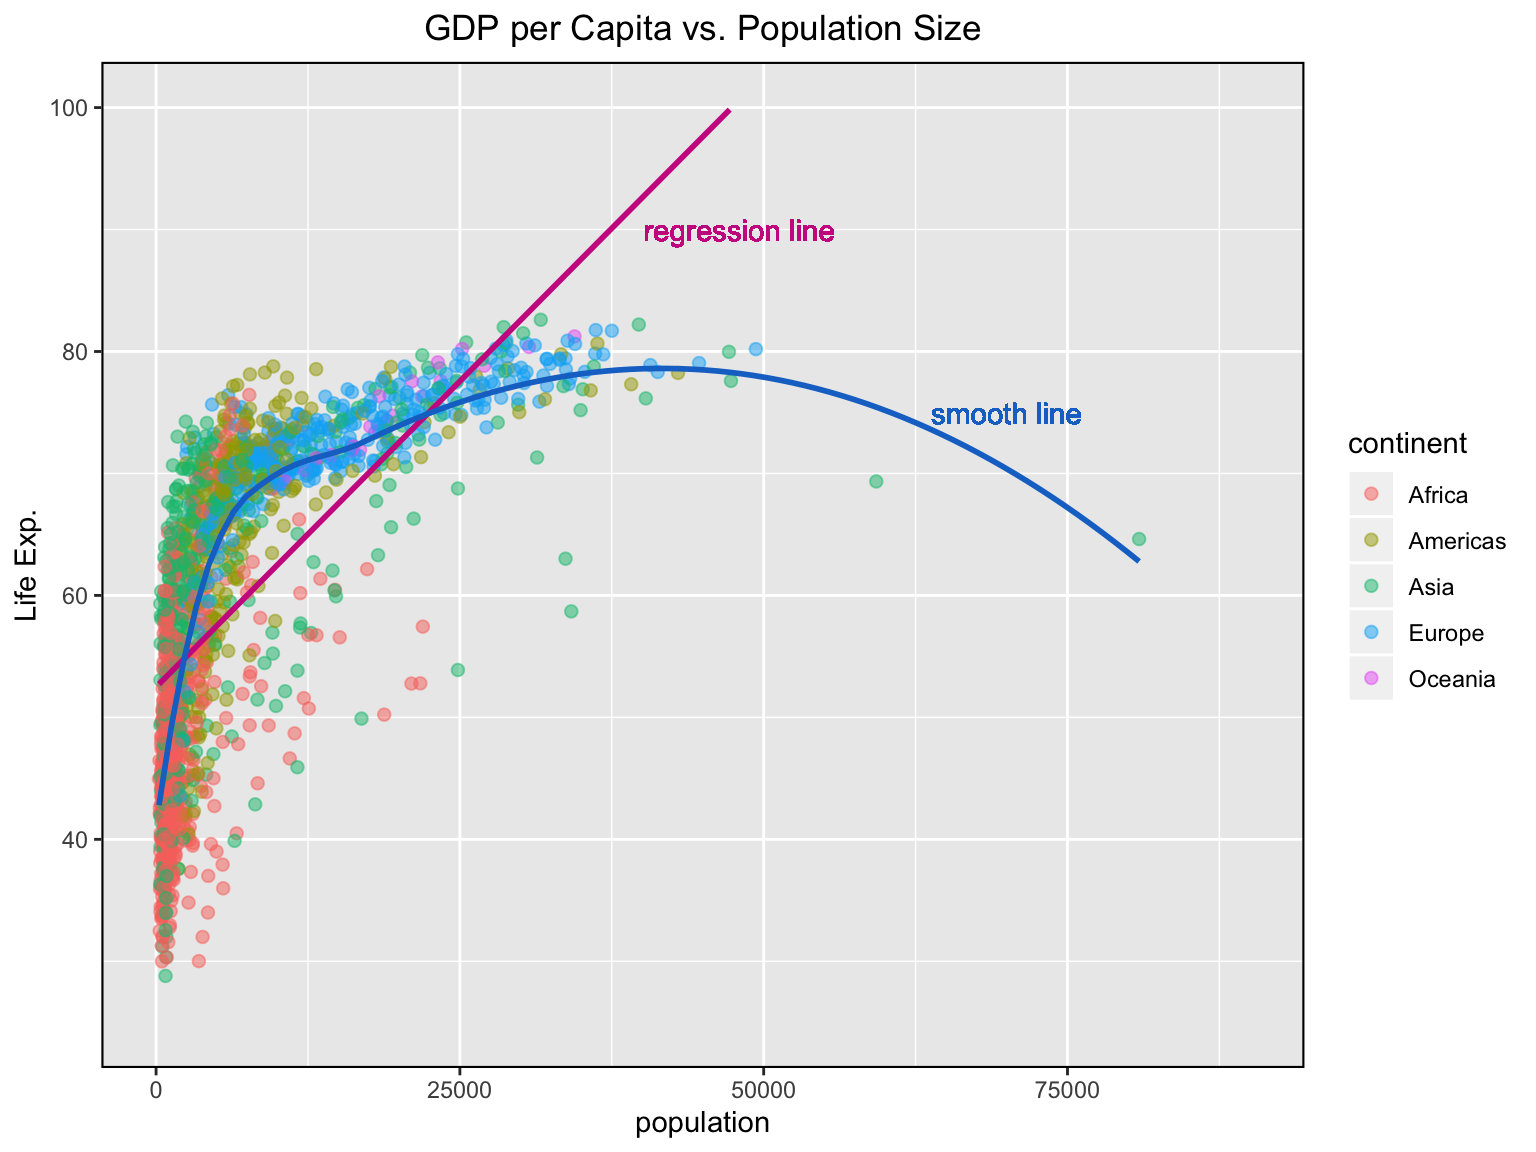 GDP per Capita vs. Population Size
Life Exp.
100
80
60
40
regression line
smooth line
0
25000
50000
75000
population
continent
Africa
Americas
Asia
Europe
Oceania